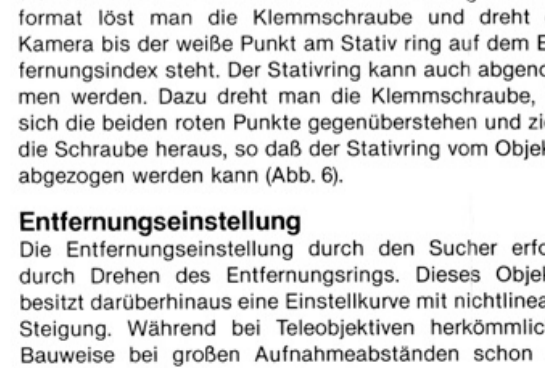 format löst man die Klemmschraube und dreht
Kamera bis der weiße Punkt am Stativ ring auf dem E
fernungsindex steht. Der Stativring kann auch abgeno
men werden. Dazu dreht man die Klemmschraube,
sich die beiden roten Punkte gegenüberstehen und zi
die Schraube heraus, so daß der Stativring vom Objek
abgezogen werden kann (Abb. 6).
Entfernungseinstellung
Die Entfernungseinstellung durch den Sucher erfo
durch Drehen des Entfernungsrings. Dieses Objek
besitzt darüberhinaus eine Einstellkurve mit nichtlinea
Steigung. Während bei Teleobjektiven herkömmlic
Bauweise bei großen Aufnahmeabständen schon